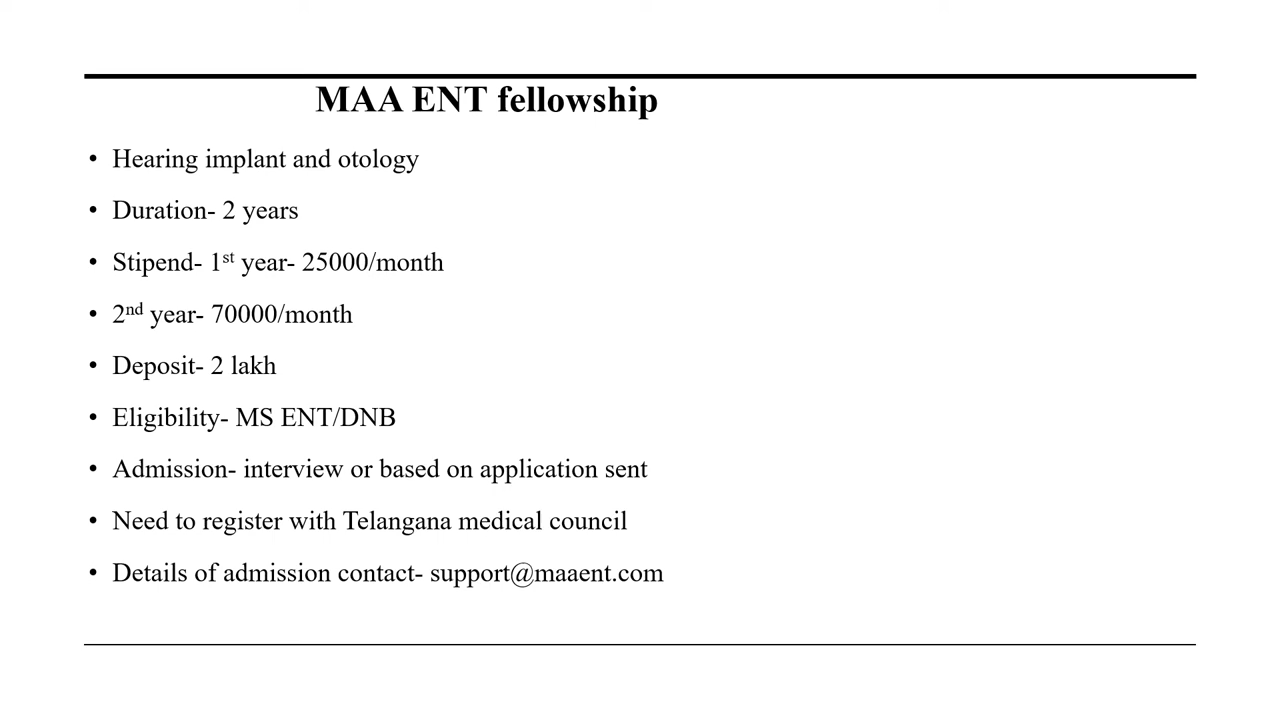 MAA ENT fellowship
• Hearing implant and otology
• Duration- 2 years
• Stipend- 1st year- 25000/month
• 2nd year- 70000/month
• Deposit- 2 lakh
• Eligibility- MS ENT/DNB
• Admission- interview or based on application sent
• Need to register with Telangana medical council
• Details of admission contact- support@maaent.com